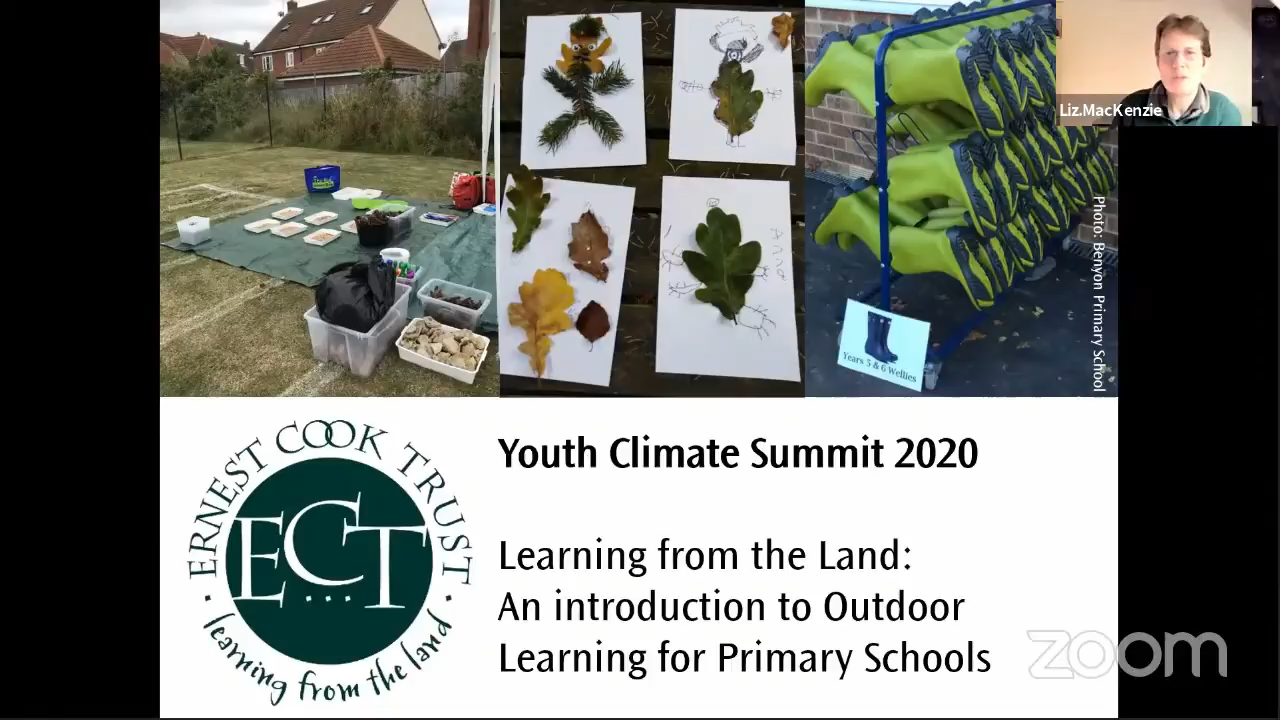 Liz.MacKenzie
Photo: Benyon Primary School
Anna
Years 5 & 6 Wellies
ERNEST COOK TRUST
ECT
learning from the land
Youth Climate Summit 2020
Learning from the Land:
An introduction to Outdoor
Learning for Primary Schools
zoom